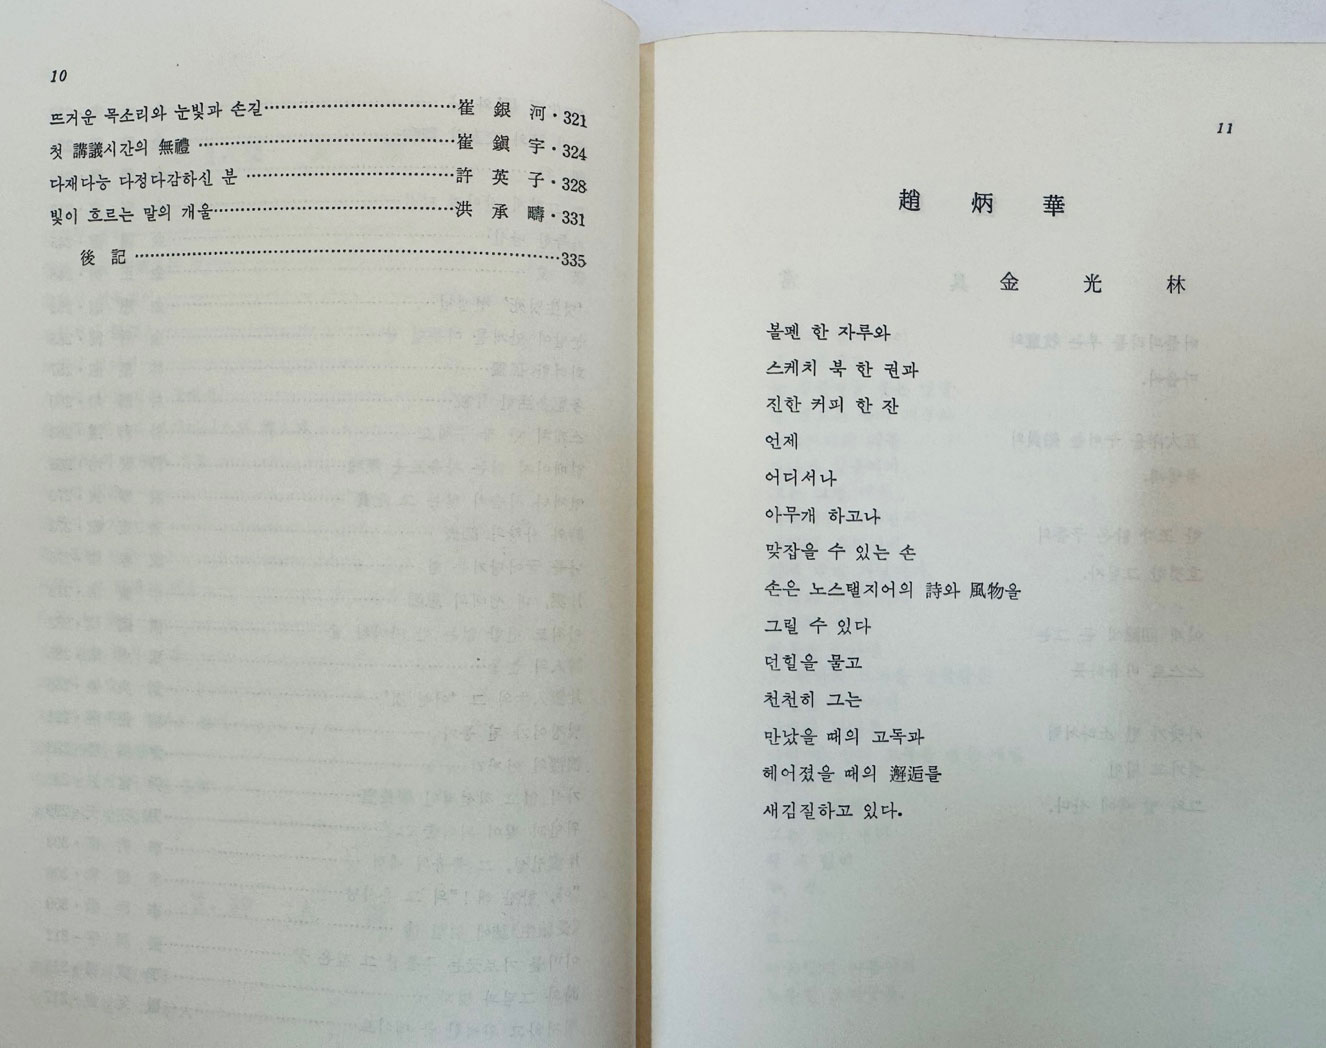 10
뜨거운 목소리와 눈빛과 손길……………………………崔 銀 河・321
첫 講議시간의 無禮……………………………………崔 鎭 宇・324
다재다능 다정다감하신 분……………………………許 英 子・328
빛이 흐르는 말의 개울…………………………………洪 承 疇・331
後 記……………………………………………………………335
11
趙 炳 華
金 光 林
볼펜 한 자루와
스케치 북 한 권과
진한 커피 한 잔
언제
어디서나
아무개 하고나
맞잡을 수 있는 손
손은 노스탤지어의 詩와 風物을
그릴 수 있다
던힐을 물고
천천히 그는
만났을 때의 고독과
헤어졌을 때의 邂逅를
새김질하고 있다.